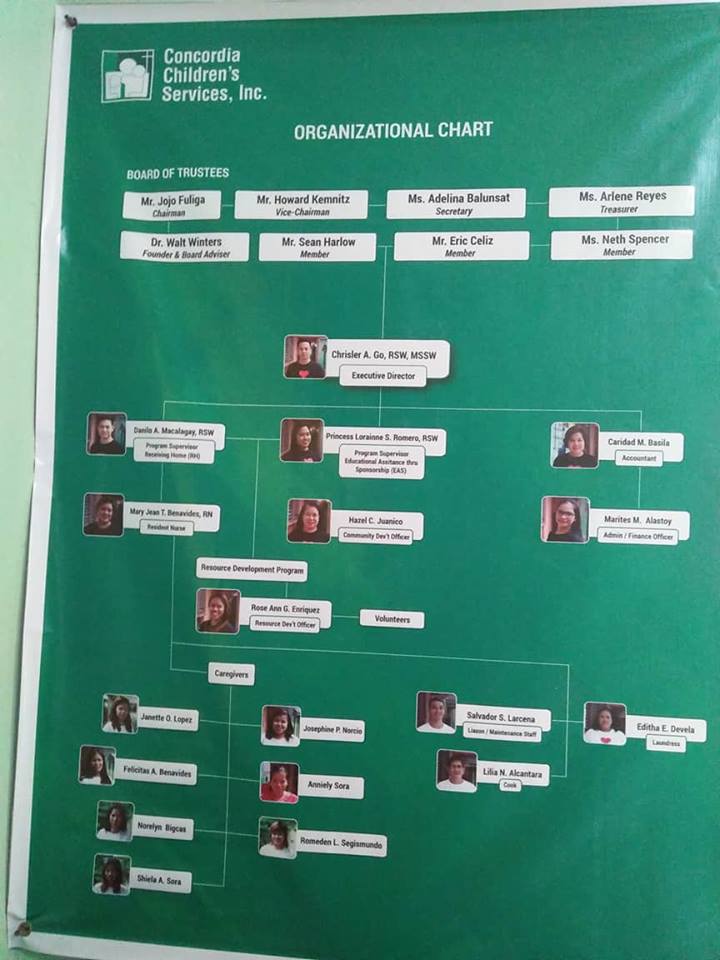 Concordia
Children's
Services, Inc.
ORGANIZATIONAL CHART
BOARD OF TRUSTEES
Mr. Jojo Fuliga
Chairman
Mr. Howard Kemnitz
Vice-Chairman
Ms. Adelina Balunsat
Secretary
Ms. Arlene Reyes
Treasurer
Dr. Walt Winters
Founder & Board Adviser
Mr. Sean Harlow
Member
Mr. Eric Celiz
Member
Ms. Neth Spencer
Member
Chrisler A. Go, RSW, MSSW
Executive Director
Danilo A. Macalagay, RSW
Program Supervisor
Receiving Home (RH)
Princess Lorainne S. Romero, RSW
Program Supervisor
Educational Assitance thru
Sponsorship (EAS)
Caridad M. Basila
Accountant
Mary Jean T. Benavides, RN
Resident Nurse
Hazel C. Juanico
Community Dev't Officer
Marites M. Alastoy
Admin / Finance Officer
Resource Development Program
Rose Ann G. Enriquez
Resource Dev't Officer
Volunteers
Caregivers
Janette O. Lopez
Josephine P. Norcio
Salvador S. Larcena
Liason / Maintenance Staff
Editha E. Devela
Laundress
Felicitas A. Benavides
Anniely Sora
Lilia N. Alcantara
Cook
Norelyn Bigcas
Romeden L. Segismundo
Shiela A. Sora